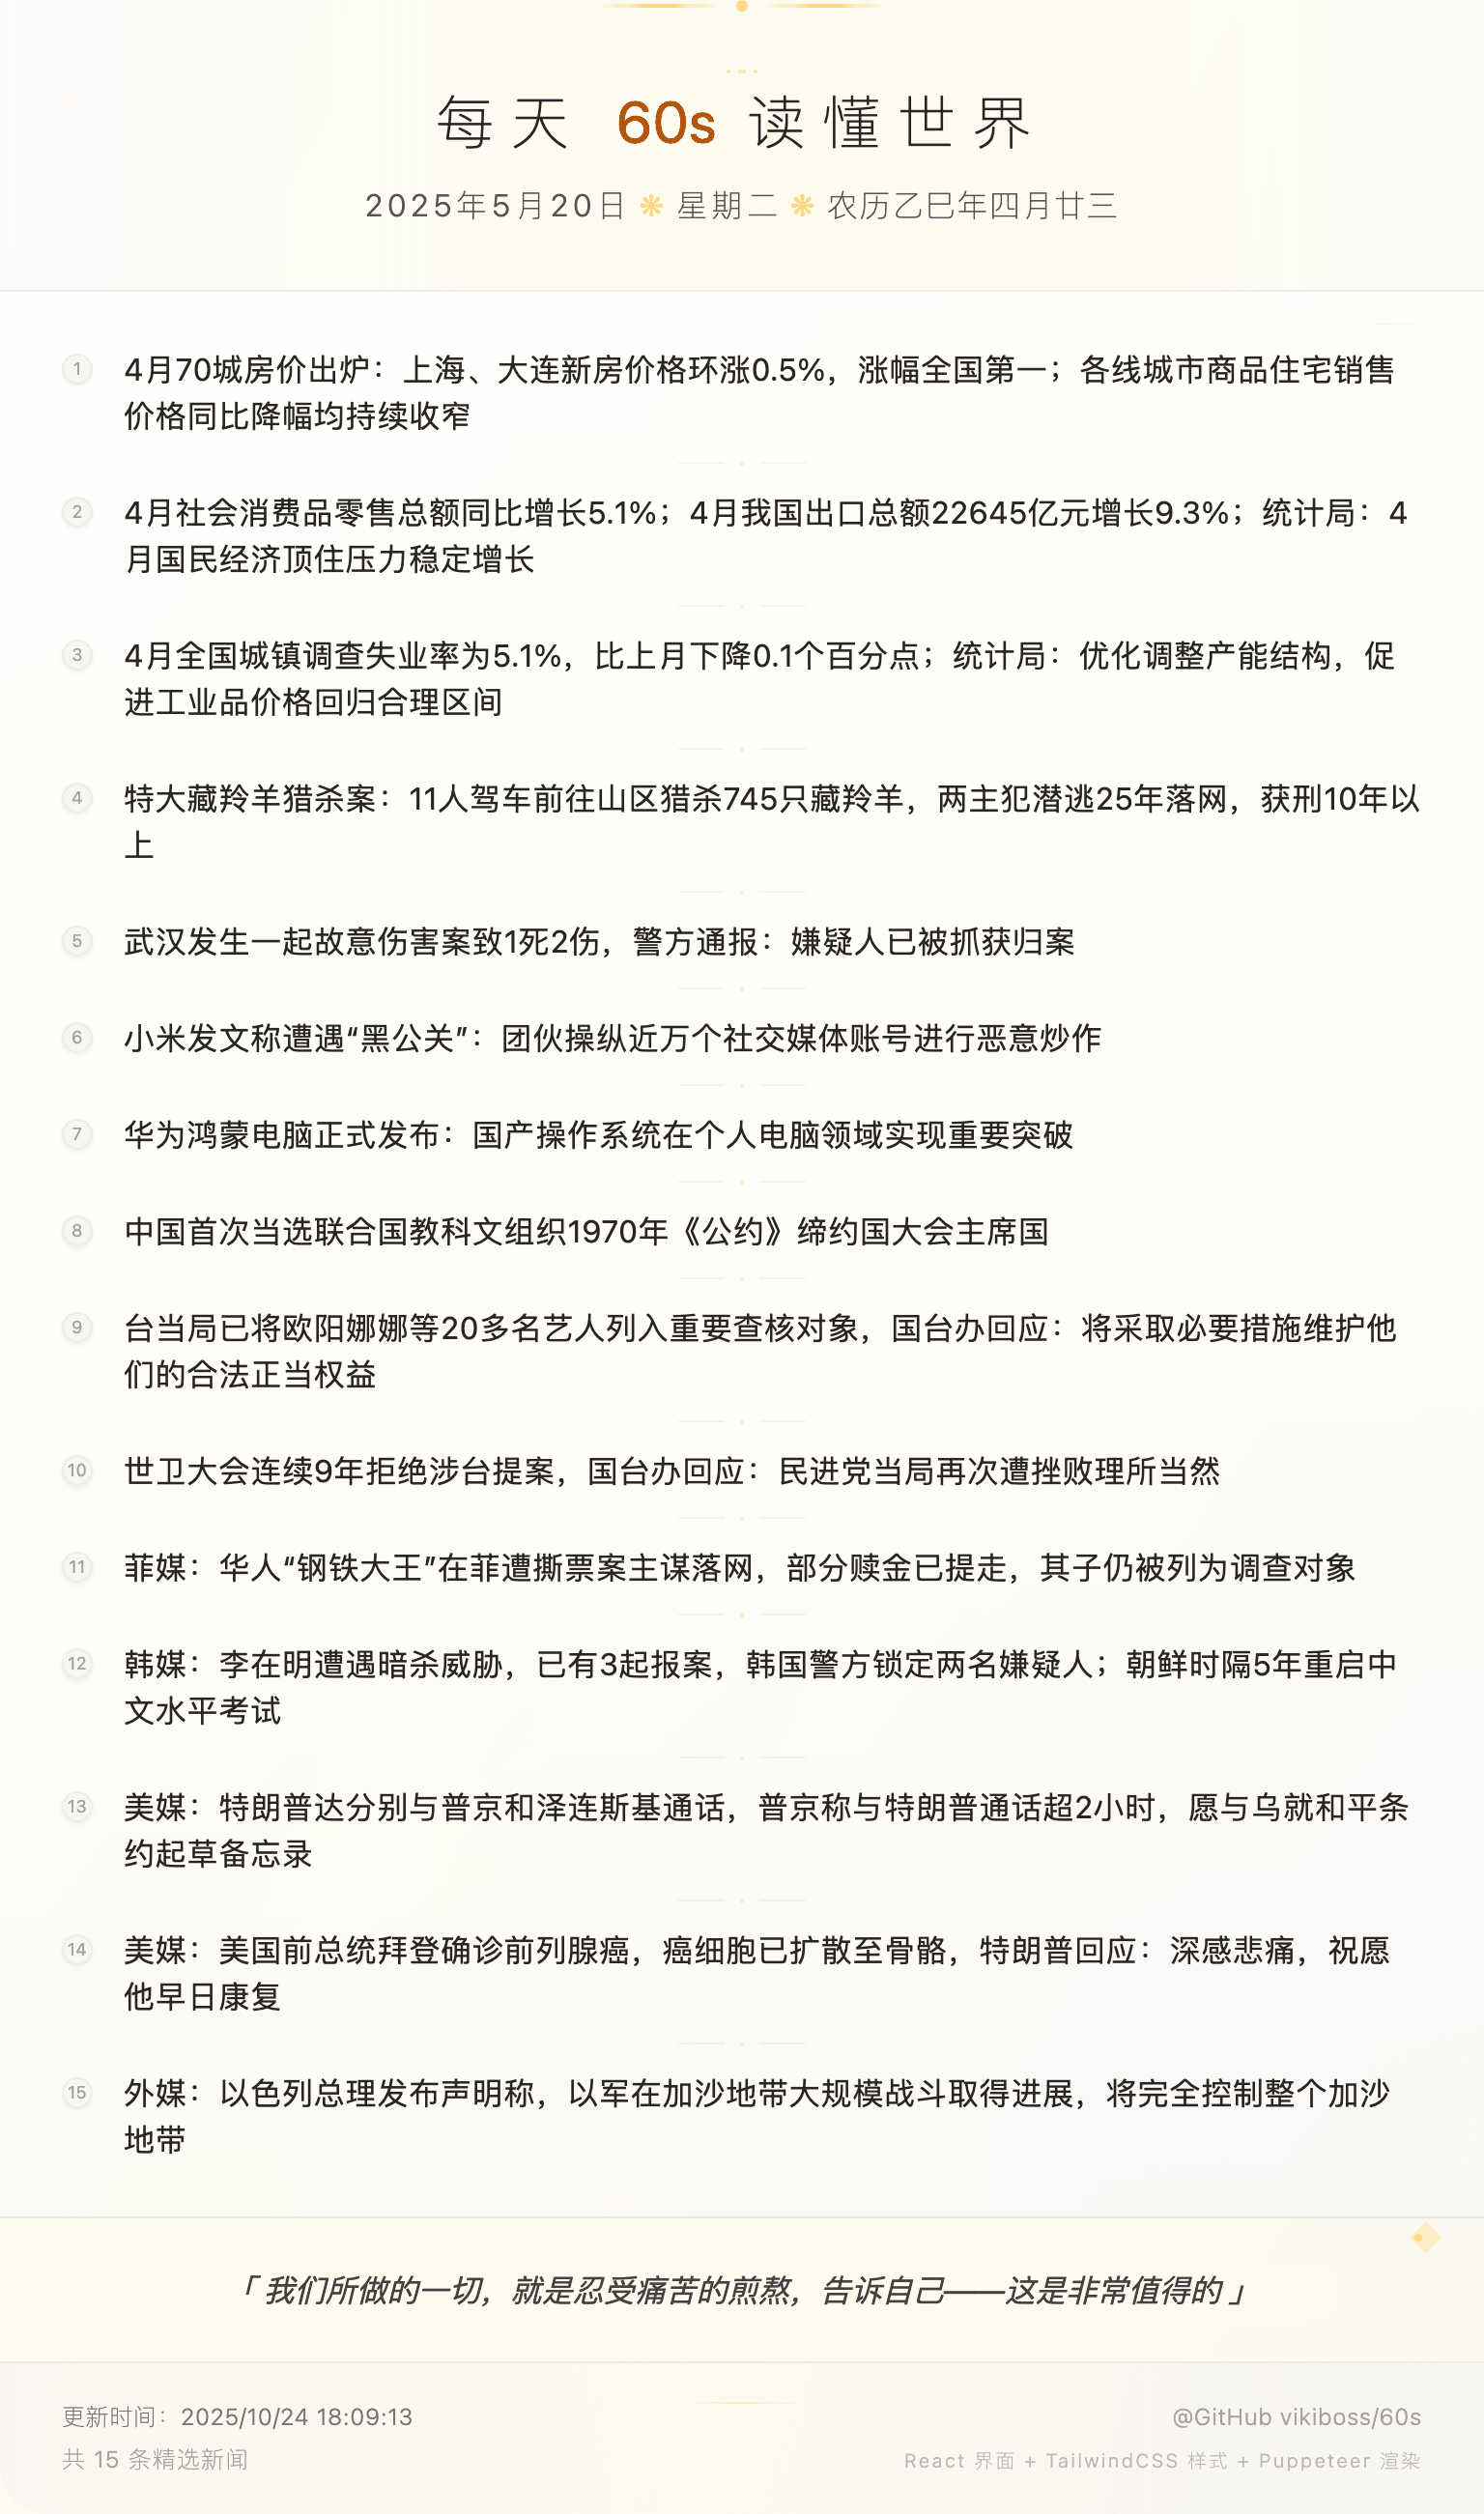 每天 60s 读懂世界
2025年5月20日 ❋ 星期二 ❋ 农历乙巳年四月廿三
1 4月70城房价出炉：上海、大连新房价格环涨0.5%，涨幅全国第一；各线城市商品住宅销售
价格同比降幅均持续收窄
2 4月社会消费品零售总额同比增长5.1%；4月我国出口总额22645亿元增长9.3%；统计局：4
月国民经济顶住压力稳定增长
3 4月全国城镇调查失业率为5.1%，比上月下降0.1个百分点；统计局：优化调整产能结构，促
进工业品价格回归合理区间
4 特大藏羚羊猎杀案：11人驾车前往山区猎杀745只藏羚羊，两主犯潜逃25年落网，获刑10年以
上
5 武汉发生一起故意伤害案致1死2伤，警方通报：嫌疑人已被抓获归案
6 小米发文称遭遇“黑公关”：团伙操纵近万个社交媒体账号进行恶意炒作
7 华为鸿蒙电脑正式发布：国产操作系统在个人电脑领域实现重要突破
8 中国首次当选联合国教科文组织1970年《公约》缔约国大会主席国
9 台当局已将欧阳娜娜等20多名艺人列入重要查核对象，国台办回应：将采取必要措施维护他
们的合法正当权益
10 世卫大会连续9年拒绝涉台提案，国台办回应：民进党当局再次遭挫败理所当然
11 菲媒：华人“钢铁大王”在菲遭撕票案主谋落网，部分赎金已提走，其子仍被列为调查对象
12 韩媒：李在明遭遇暗杀威胁，已有3起报案，韩国警方锁定两名嫌疑人；朝鲜时隔5年重启中
文水平考试
13 美媒：特朗普达分别与普京和泽连斯基通话，普京称与特朗普通话超2小时，愿与乌就和平条
约起草备忘录
14 美媒：美国前总统拜登确诊前列腺癌，癌细胞已扩散至骨骼，特朗普回应：深感悲痛，祝愿
他早日康复
15 外媒：以色列总理发布声明称，以军在加沙地带大规模战斗取得进展，将完全控制整个加沙
地带
「 我们所做的一切，就是忍受痛苦的煎熬，告诉自己——这是非常值得的 」
更新时间：2025/10/24 18:09:13
@GitHub vikiboss/60s
共 15 条精选新闻
React 界面 + TailwindCSS 样式 + Puppeteer 渲染